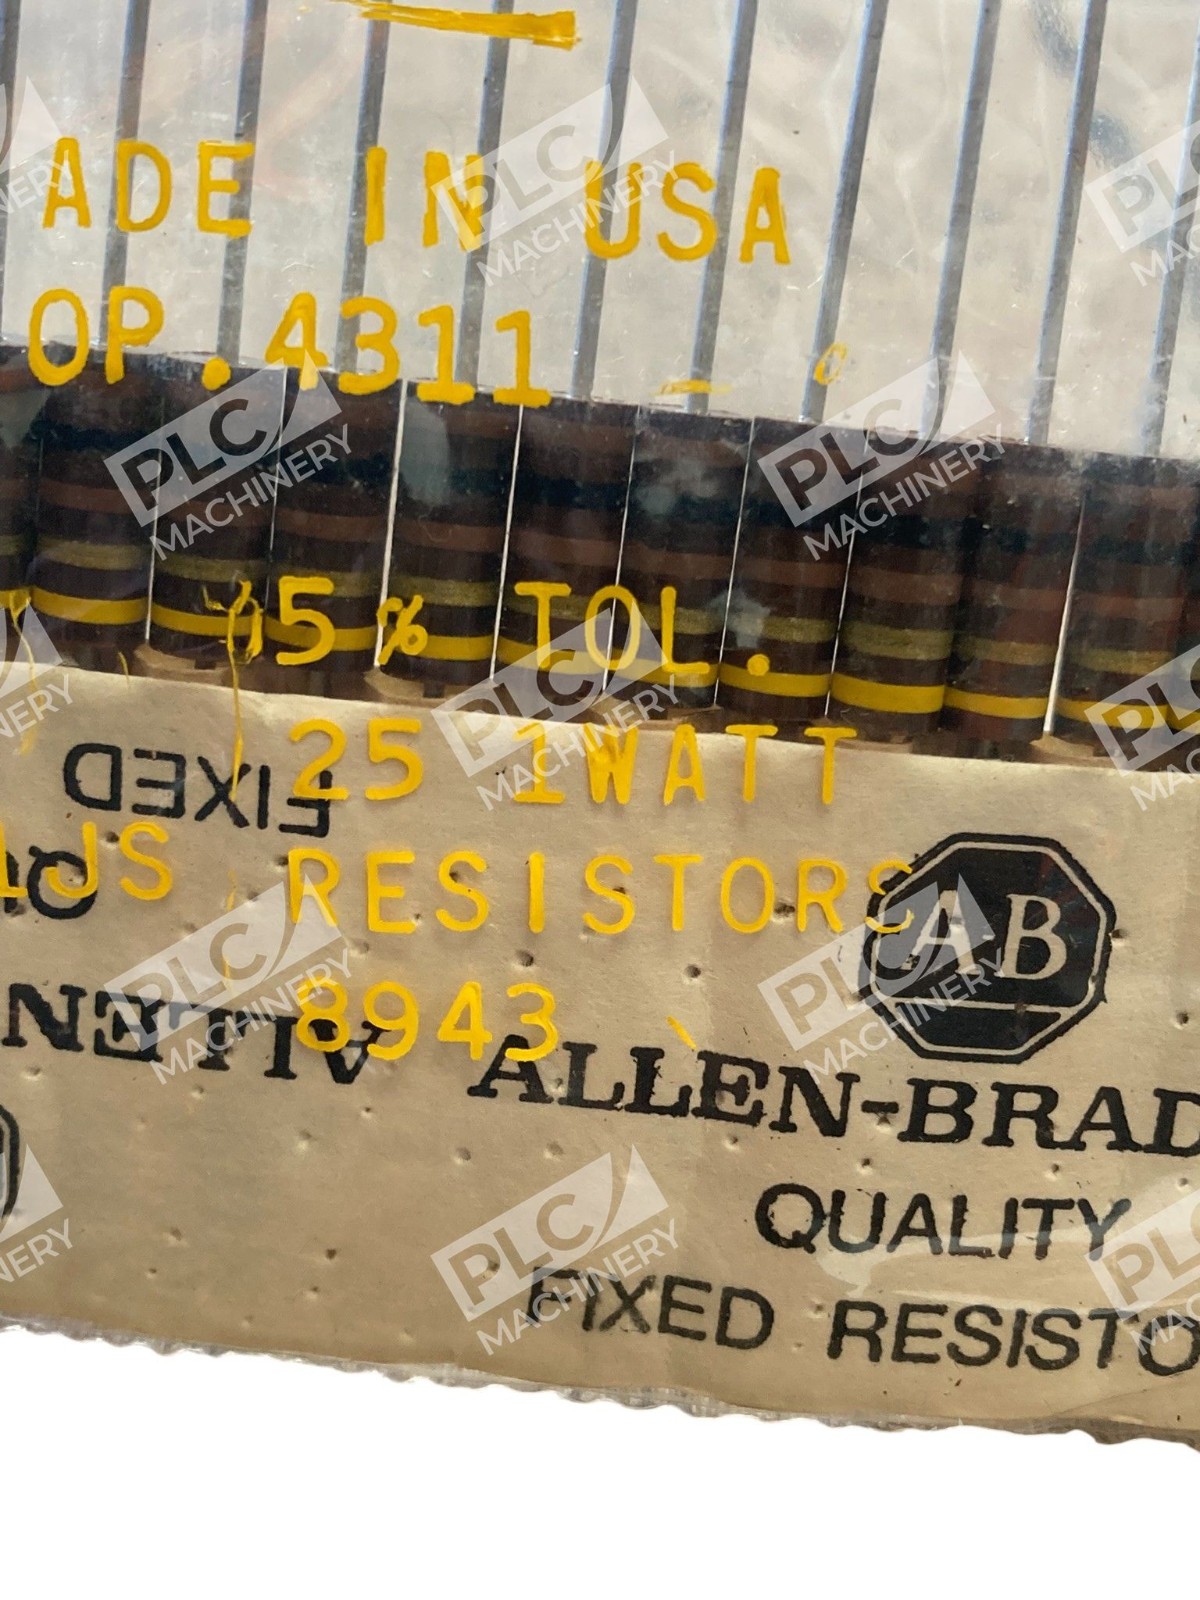 ADE IN USA
OP.4311
5% TOL.
25 1WATT
RESISTORS
8943
FIXED
AB
ALLEN-BRAD
QUALITY
FIXED RESISTO
PLC MACHINERY